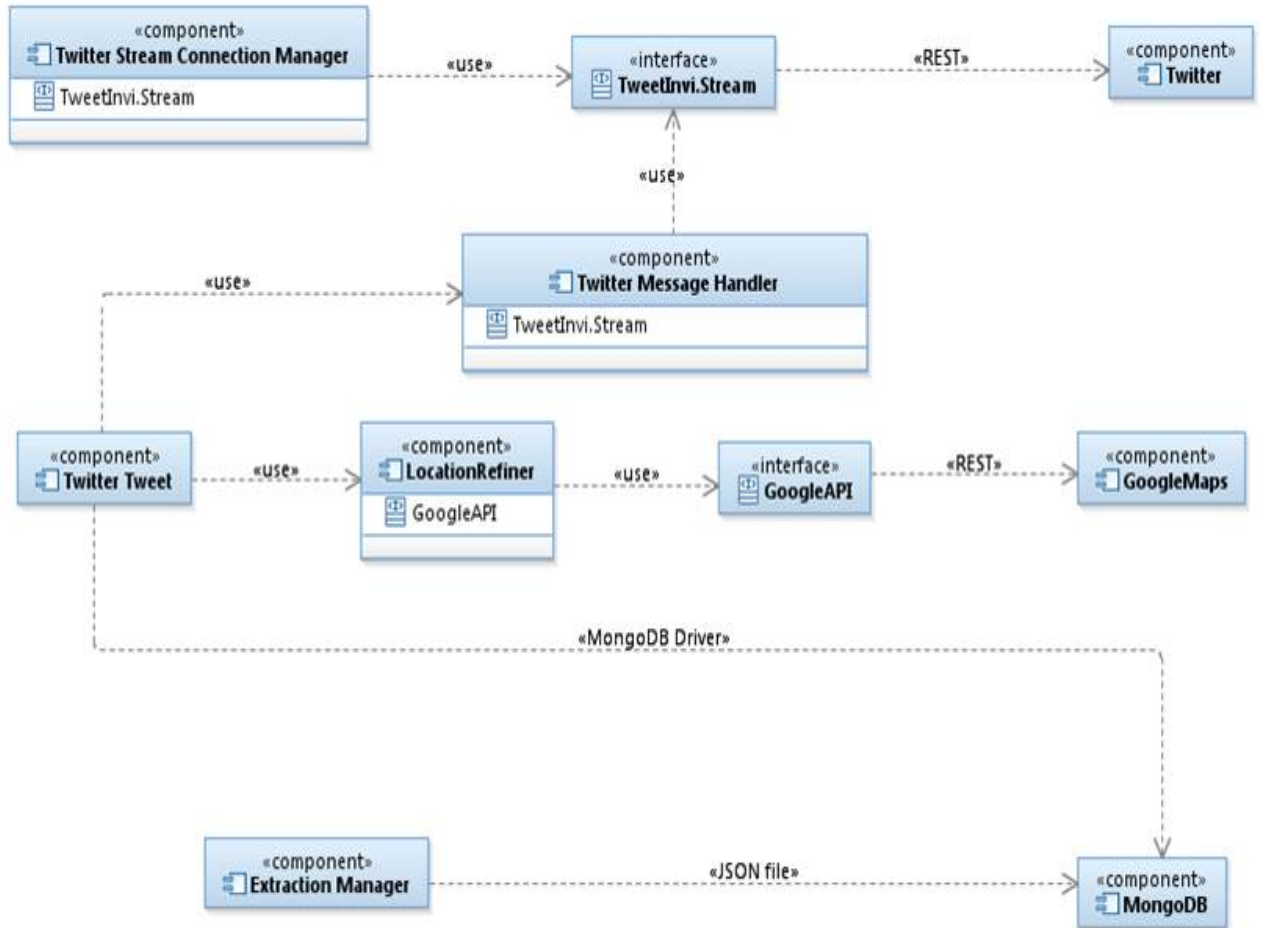 «component»
Twitter Stream Connection Manager
TweetInvi.Stream
«use»
«interface»
TweetInvi.Stream
«REST»
«component»
Twitter
«use»
«component»
Twitter Message Handler
TweetInvi.Stream
«use»
«component»
Twitter Tweet
«use»
«component»
LocationRefiner
GoogleAPI
«use»
«interface»
GoogleAPI
«REST»
«component»
GoogleMaps
«MongoDB Driver»
«component»
Extraction Manager
«JSON file»
«component»
MongoDB